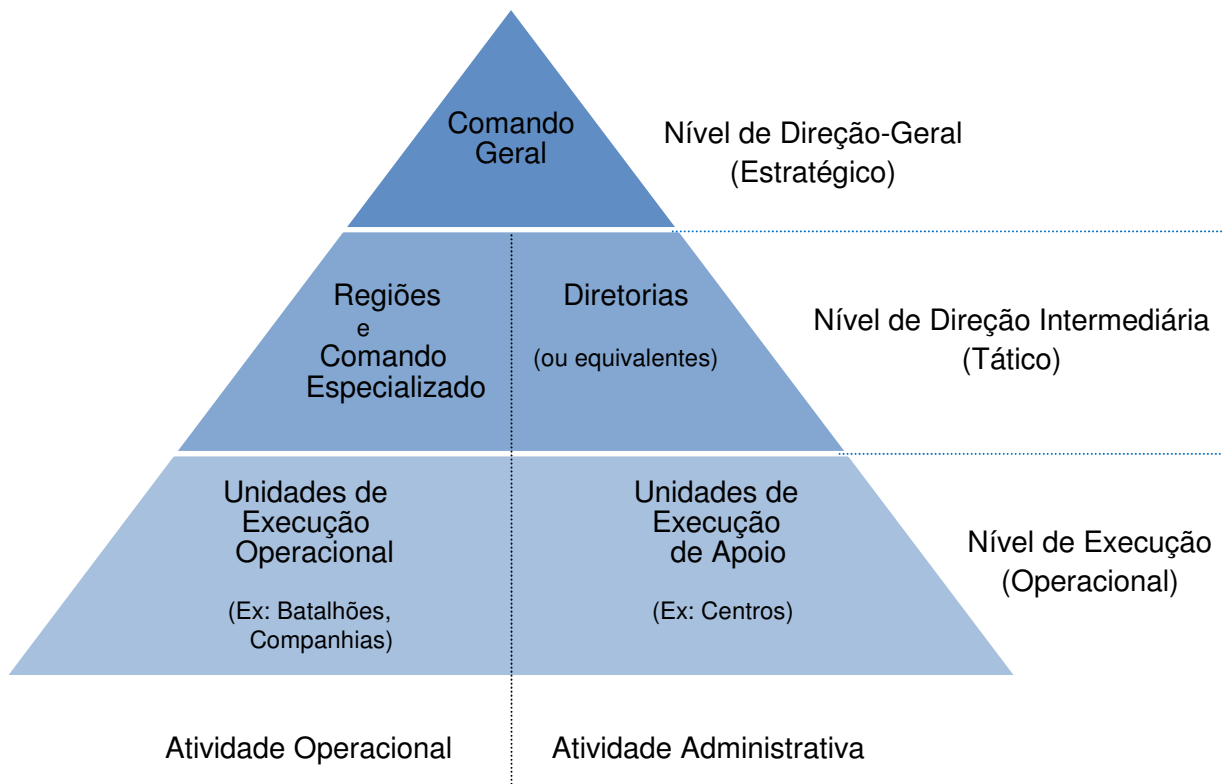 Comando
Geral
Nível de Direção-Geral
(Estratégico)
Regiões
e
Comando
Especializado
Diretorias
(ou equivalentes)
Nível de Direção Intermediária
(Tático)
Unidades de
Execução
Operacional
(Ex: Batalhões,
Companhias)
Unidades de
Execução
de Apoio
(Ex: Centros)
Nível de Execução
(Operacional)
Atividade Operacional
Atividade Administrativa